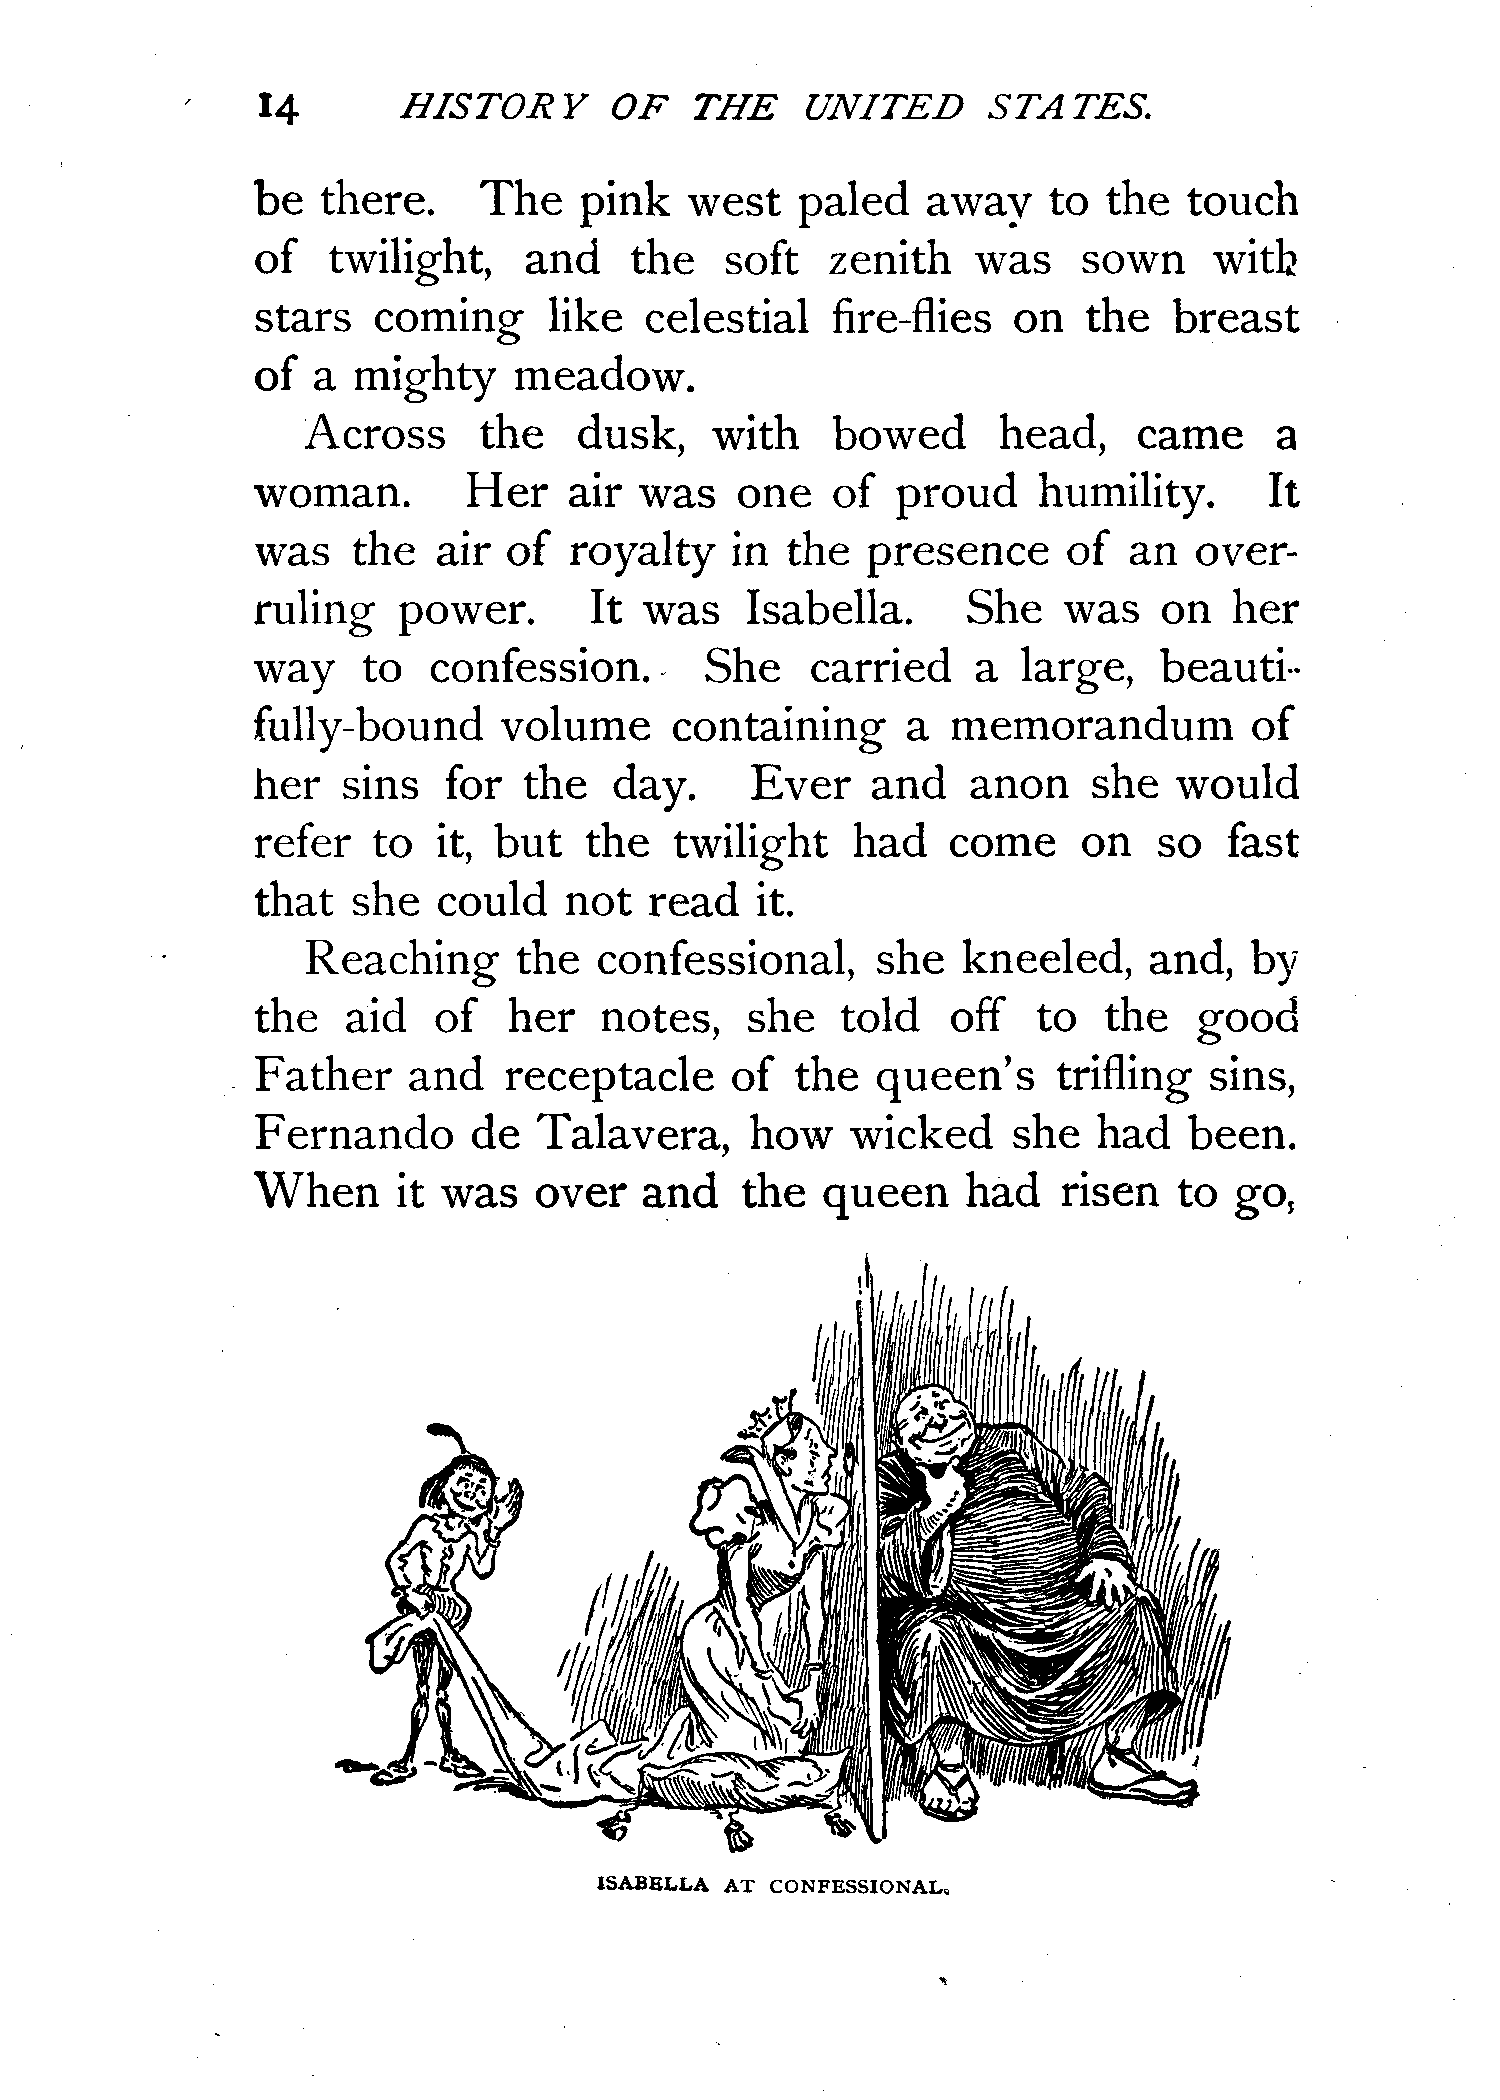 14 HISTORY OF THE UNITED STATES.
be there. The pink west paled away to the touch
of twilight, and the soft zenith was sown with
stars coming like celestial fire-flies on the breast
of a mighty meadow.
Across the dusk, with bowed head, came a
woman. Her air was one of proud humility. It
was the air of royalty in the presence of an over-
ruling power. It was Isabella. She was on her
way to confession. She carried a large, beauti-
fully-bound volume containing a memorandum of
her sins for the day. Ever and anon she would
refer to it, but the twilight had come on so fast
that she could not read it.
Reaching the confessional, she kneeled, and, by
the aid of her notes, she told off to the good
Father and receptacle of the queen's trifling sins,
Fernando de Talavera, how wicked she had been.
When it was over and the queen had risen to go,
ISABELLA AT CONFESSIONAL.